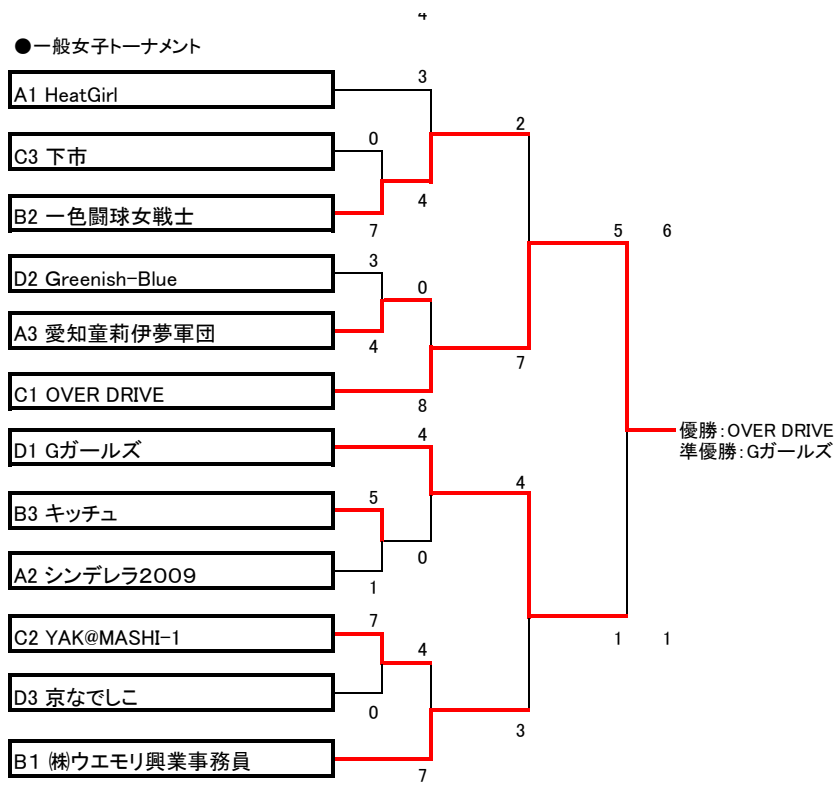 4
●一般女子トーナメント
3
A1 HeatGirl
2
0
C3 下市
4
B2 一色闘球女戦士
7
5 6
3
D2 Greenish-Blue
0
A3 愛知童莉伊夢軍団
4
7
C1 OVER DRIVE
8
優勝:OVER DRIVE
準優勝:Gガールズ
4
D1 Gガールズ
4
5
B3 キッチュ
0
A2 シンデレラ2009
1
7
C2 YAK@MASHI-1
1 1
4
D3 京なでしこ
0
3
B1 ㈱ウエモリ興業事務員
7